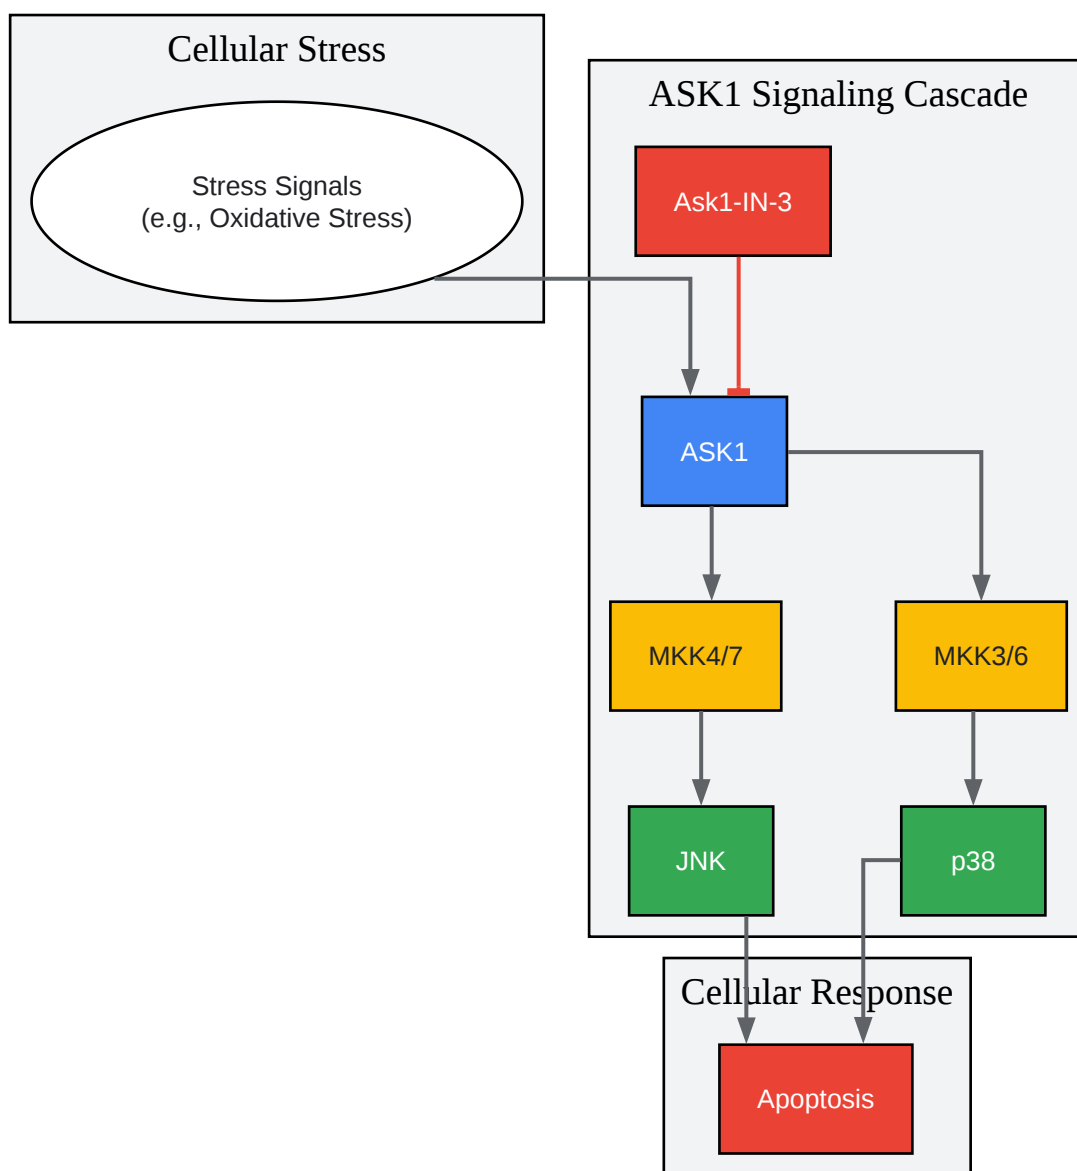 Cellular Stress
Stress Signals
(e.g., Oxidative Stress)
ASK1 Signaling Cascade
Ask1-IN-3
ASK1
MKK4/7
MKK3/6
JNK
p38
Cellular Response
Apoptosis